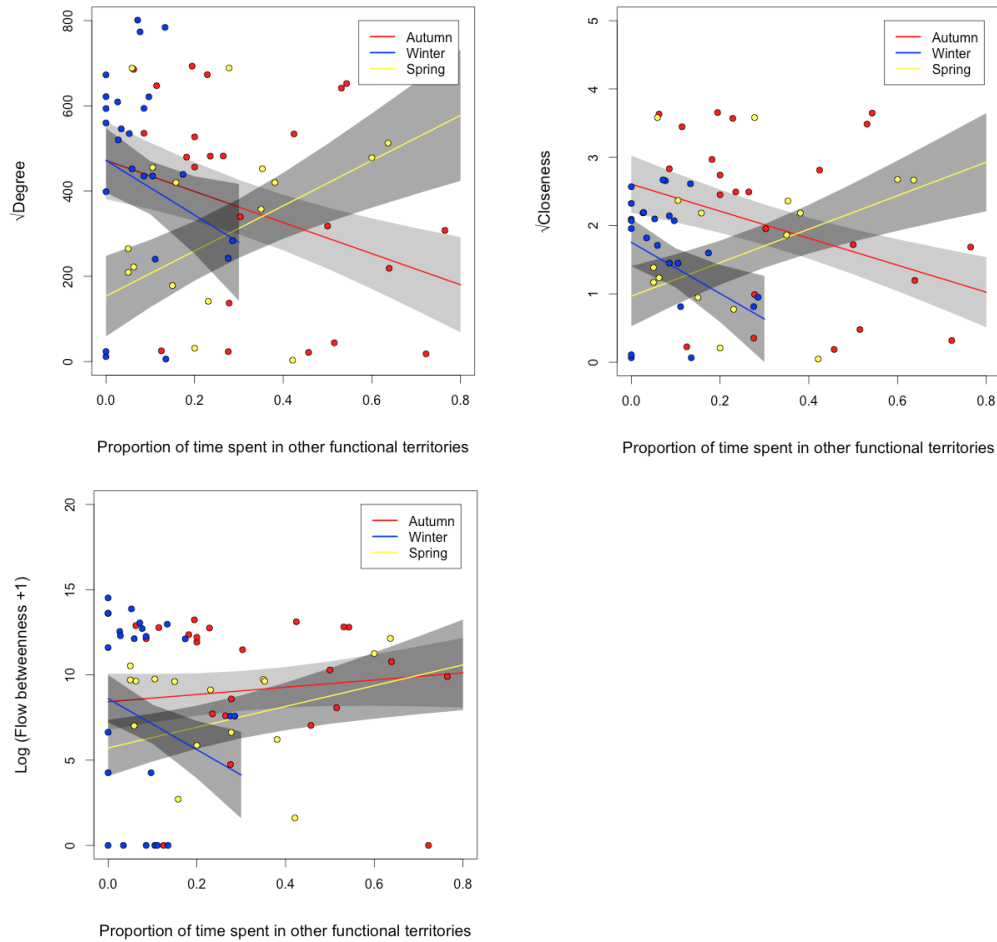 √Degree
800
600
400
200
0
Autumn
Winter
Spring
0.0 0.2 0.4 0.6 0.8
Proportion of time spent in other functional territories
√Closeness
5
4
3
2
1
0
Autumn
Winter
Spring
0.0 0.2 0.4 0.6 0.8
Proportion of time spent in other functional territories
Log (Flow betweenness +1)
20
15
10
5
0
Autumn
Winter
Spring
0.0 0.2 0.4 0.6 0.8
Proportion of time spent in other functional territories